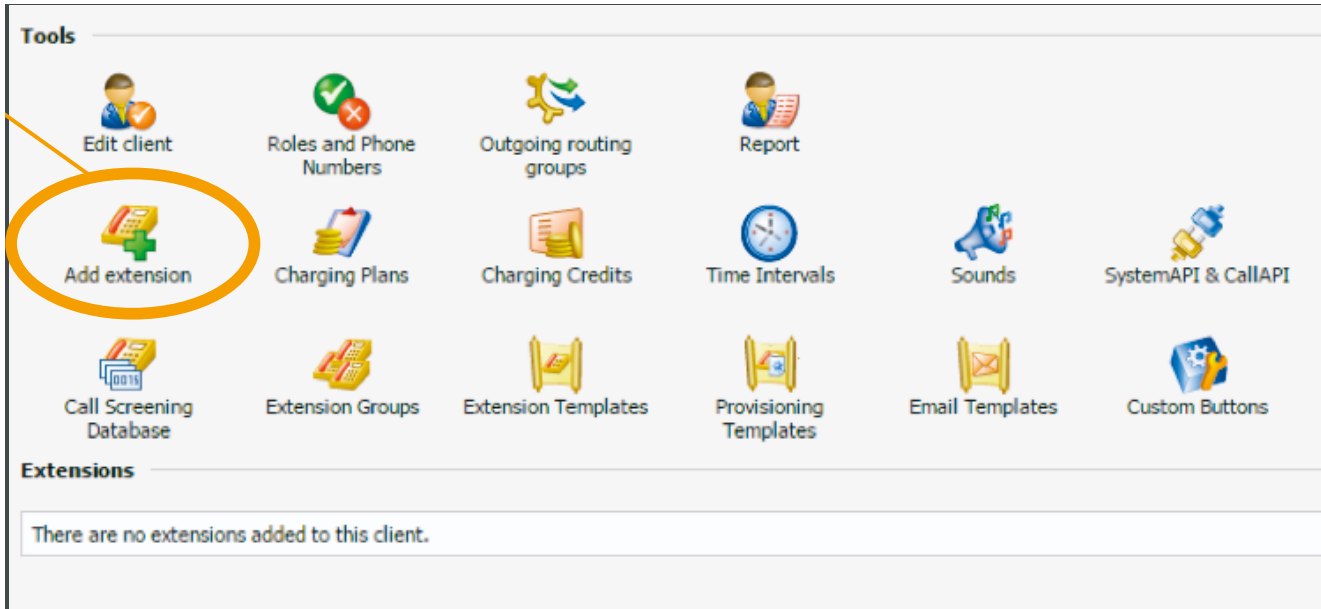 Tools
Edit client
Roles and Phone
Numbers
Outgoing routing
groups
Report
Add extension
Charging Plans
Charging Credits
Time Intervals
Sounds
SystemAPI & CallAPI
0015
Call Screening
Database
Extension Groups
Extension Templates
Provisioning
Templates
Email Templates
Custom Buttons
Extensions
There are no extensions added to this client.